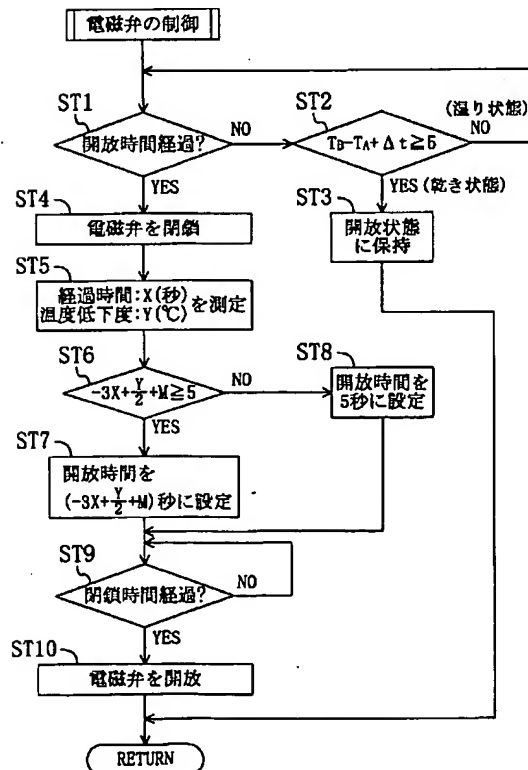 電磁弁の制御
ST1
開放時間経過?
NO
YES
ST2
T_B-T_A+Δt≧5
(湿り状態)
NO
YES(乾き状態)
ST3
開放状態
に保持
ST4
電磁弁を閉鎖
ST5
経過時間:X(秒)
温度低下度:Y(℃)
を測定
ST6
-3X+Y/2+M≧5
NO
YES
ST8
開放時間を
5秒に設定
ST7
開放時間を
(-3X+Y/2+M)秒に設定
ST9
閉鎖時間経過?
NO
YES
ST10
電磁弁を開放
RETURN